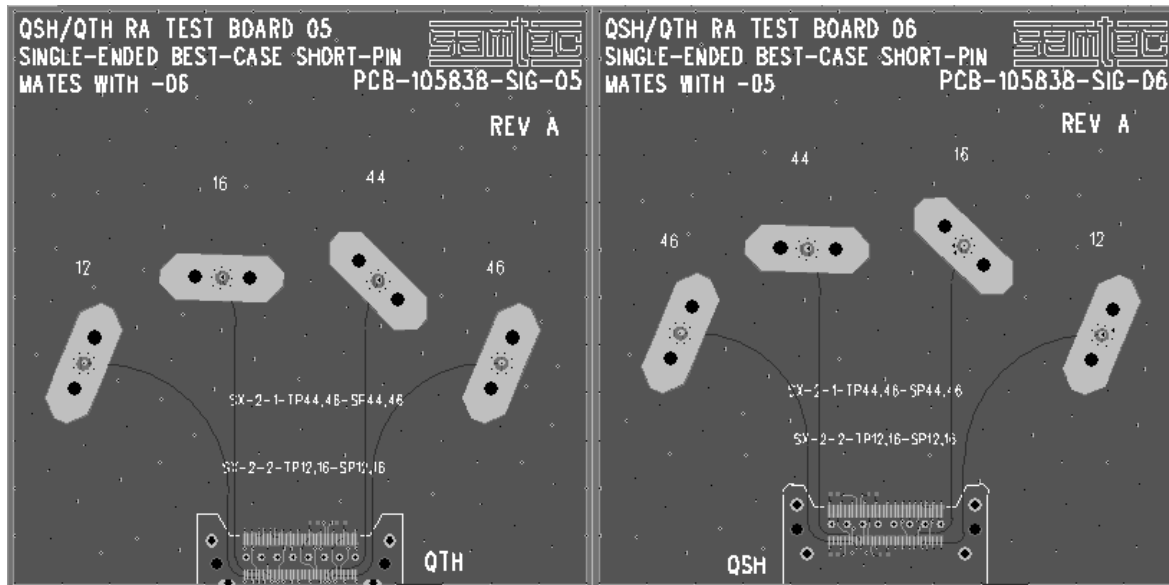 QSH/QTH RA TEST BOARD 05
samtec
SINGLE-ENDED BEST-CASE SHORT-PIN
MATES WITH -06
PCB-105838-SIG-05
REV A
16
44
12
46
SX-2-1-TP44,46-SP44,46
SX-2-2-TP12,16-SP12,16
QTH
QSH/QTH RA TEST BOARD 06
samtec
SINGLE-ENDED BEST-CASE SHORT-PIN
MATES WITH -05
PCB-105838-SIG-06
REV A
44
16
46
12
SX-2-1-TP44,46-SP44,46
SX-2-2-TP12,16-SP12,16
QSH